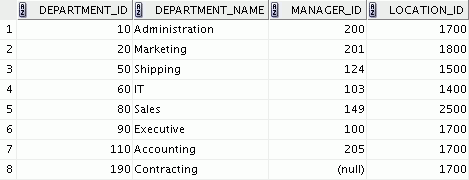 DEPARTMENT_ID DEPARTMENT_NAME MANAGER_ID LOCATION_ID
1 10 Administration 200 1700
2 20 Marketing 201 1800
3 50 Shipping 124 1500
4 60 IT 103 1400
5 80 Sales 149 2500
6 90 Executive 100 1700
7 110 Accounting 205 1700
8 190 Contracting (null) 1700